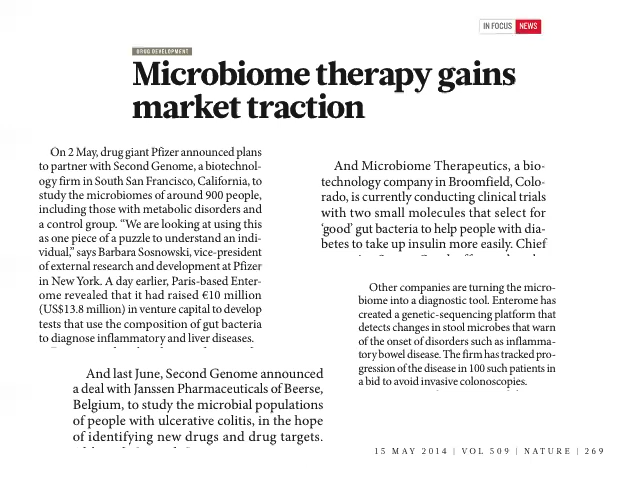 IN FOCUS NEWS
DRUG DEVELOPMENT
Microbiome therapy gains
market traction
On 2 May, drug giant Pfizer announced plans
to partner with Second Genome, a biotechnol-
ogy firm in South San Francisco, California, to
study the microbiomes of around 900 people,
including those with metabolic disorders and
a control group. “We are looking at using this
as one piece of a puzzle to understand an indi-
vidual,” says Barbara Sosnowski, vice-president
of external research and development at Pfizer
in New York. A day earlier, Paris-based Enter-
ome revealed that it had raised €10 million
(US$13.8 million) in venture capital to develop
tests that use the composition of gut bacteria
to diagnose inflammatory and liver diseases.
And Microbiome Therapeutics, a bio-
technology company in Broomfield, Colo-
rado, is currently conducting clinical trials
with two small molecules that select for
‘good’ gut bacteria to help people with dia-
betes to take up insulin more easily. Chief
Other companies are turning the micro-
biome into a diagnostic tool. Enterome has
created a genetic-sequencing platform that
detects changes in stool microbes that warn
of the onset of disorders such as inflamma-
tory bowel disease. The firm has tracked pro-
gression of the disease in 100 such patients in
a bid to avoid invasive colonoscopies.
And last June, Second Genome announced
a deal with Janssen Pharmaceuticals of Beerse,
Belgium, to study the microbial populations
of people with ulcerative colitis, in the hope
of identifying new drugs and drug targets.
15 MAY 2014 | VOL 509 | NATURE | 269